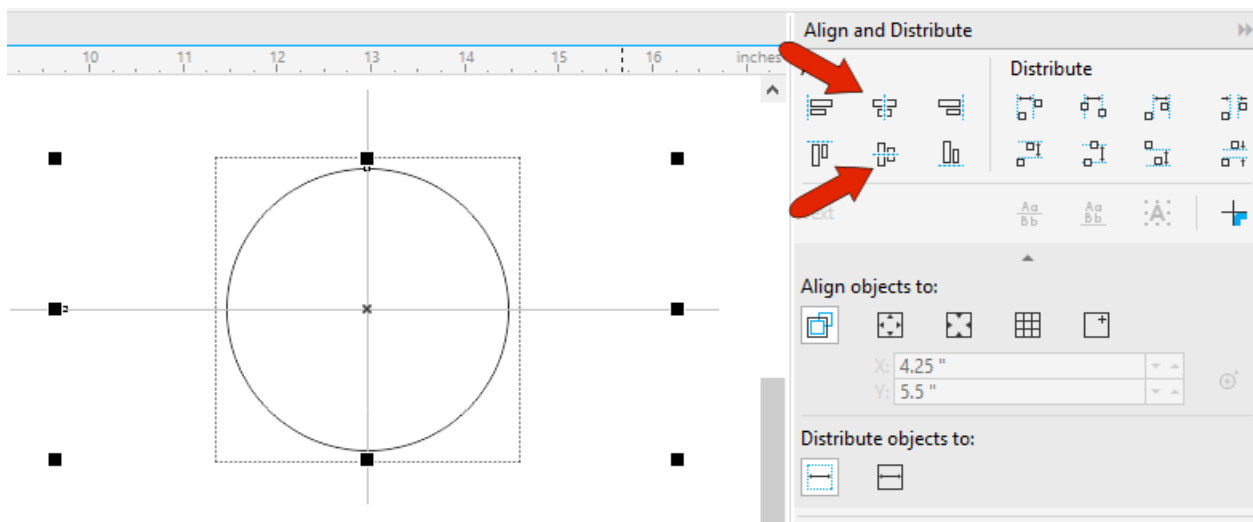 Align and Distribute
10 11 12 13 14 15 16 inches
Distribute
Text
Aa Aa A
Bb Bb
Align objects to:
X: 4.25 "
Y: 5.5 "
Distribute objects to: